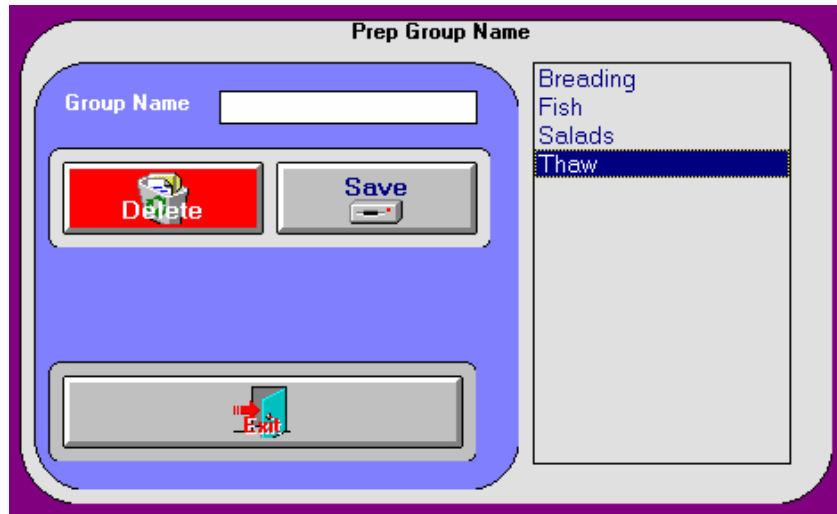 Prep Group Name
Group Name
Delete
Save
Exit
Breading
Fish
Salads
Thaw